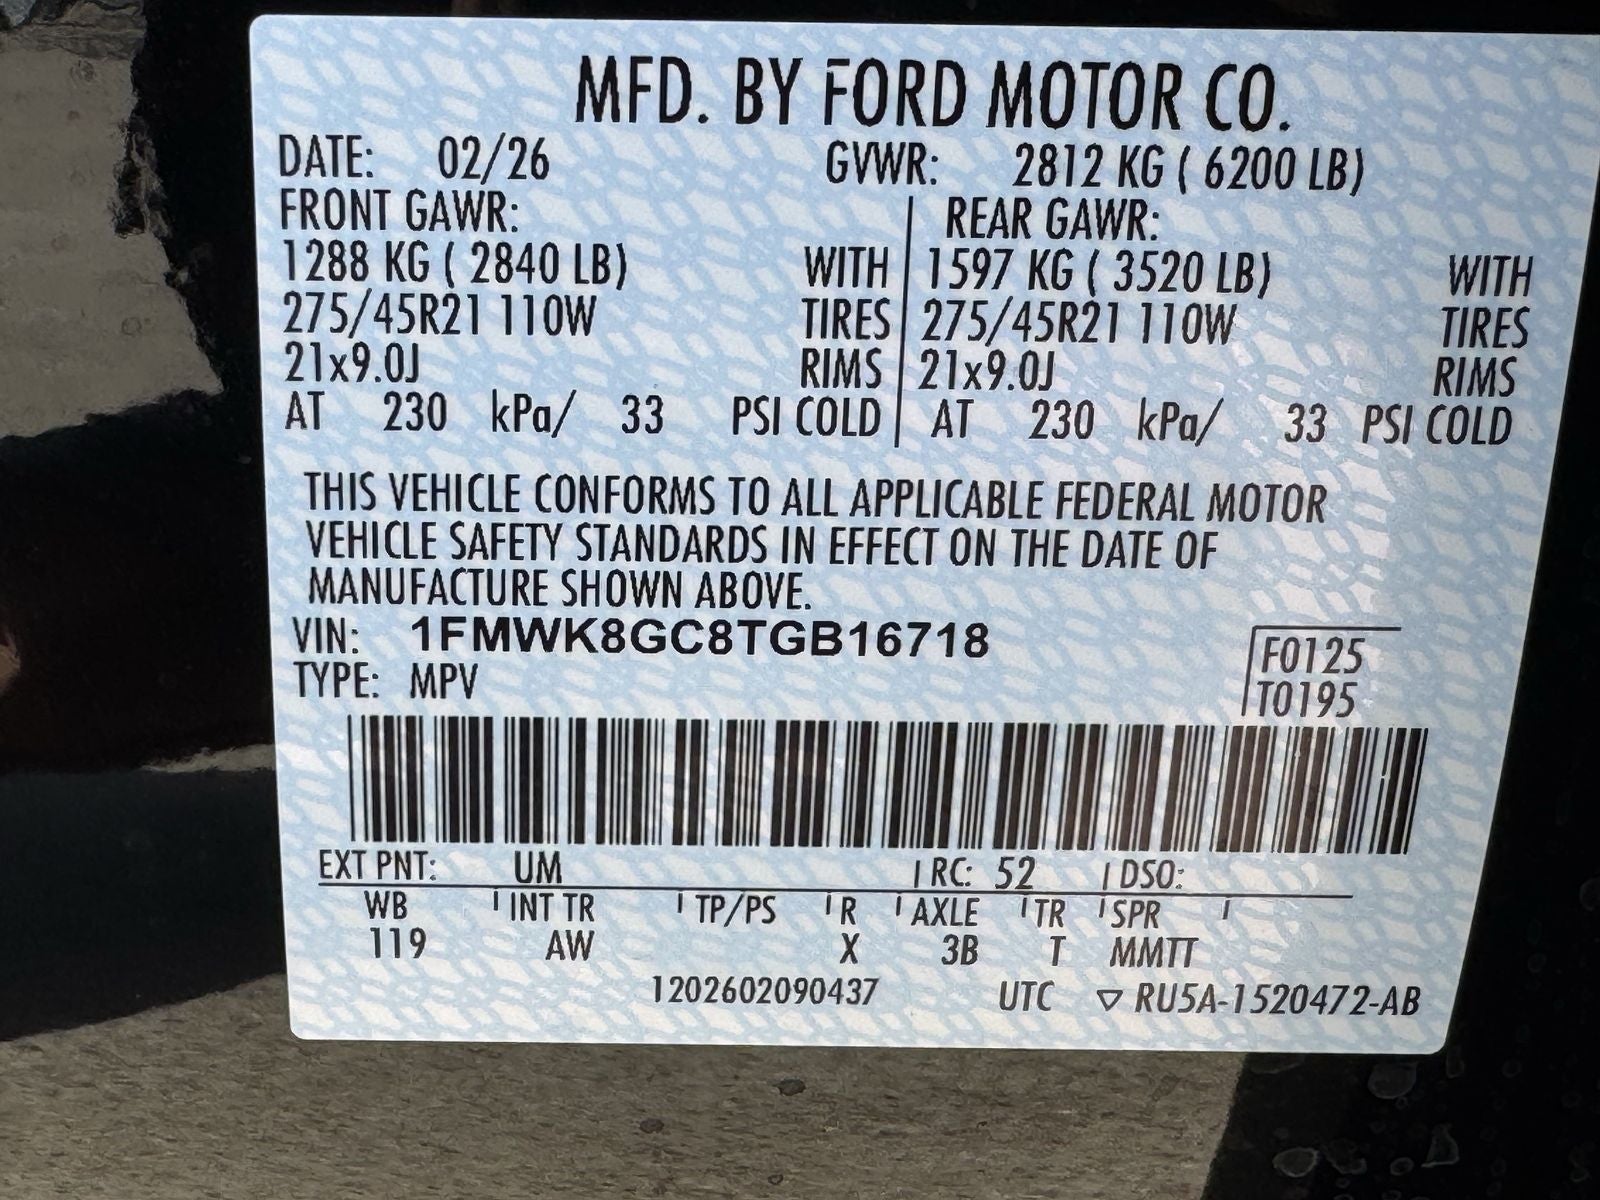 MFD. BY FORD MOTOR CO.
DATE: 02/26 GVWR: 2812 KG ( 6200 LB)
FRONT GAWR: REAR GAWR:
1288 KG ( 2840 LB) WITH 1597 KG ( 3520 LB) WITH
275/45R21 110W TIRES 275/45R21 110W TIRES
21x9.0J RIMS 21x9.0J RIMS
AT 230 kPa/ 33 PSI COLD AT 230 kPa/ 33 PSI COLD
THIS VEHICLE CONFORMS TO ALL APPLICABLE FEDERAL MOTOR
VEHICLE SAFETY STANDARDS IN EFFECT ON THE DATE OF
MANUFACTURE SHOWN ABOVE.
VIN: 1FMWK8GC8TGB16718 F0125
TYPE: MPV T0195
EXT PNT: UM RC: 52 DSO:
WB INT TR TP/PS R AXLE TR SPR
119 AW X 3B T MMTT
1202602090437 UTC ▽ RU5A-1520472-AB